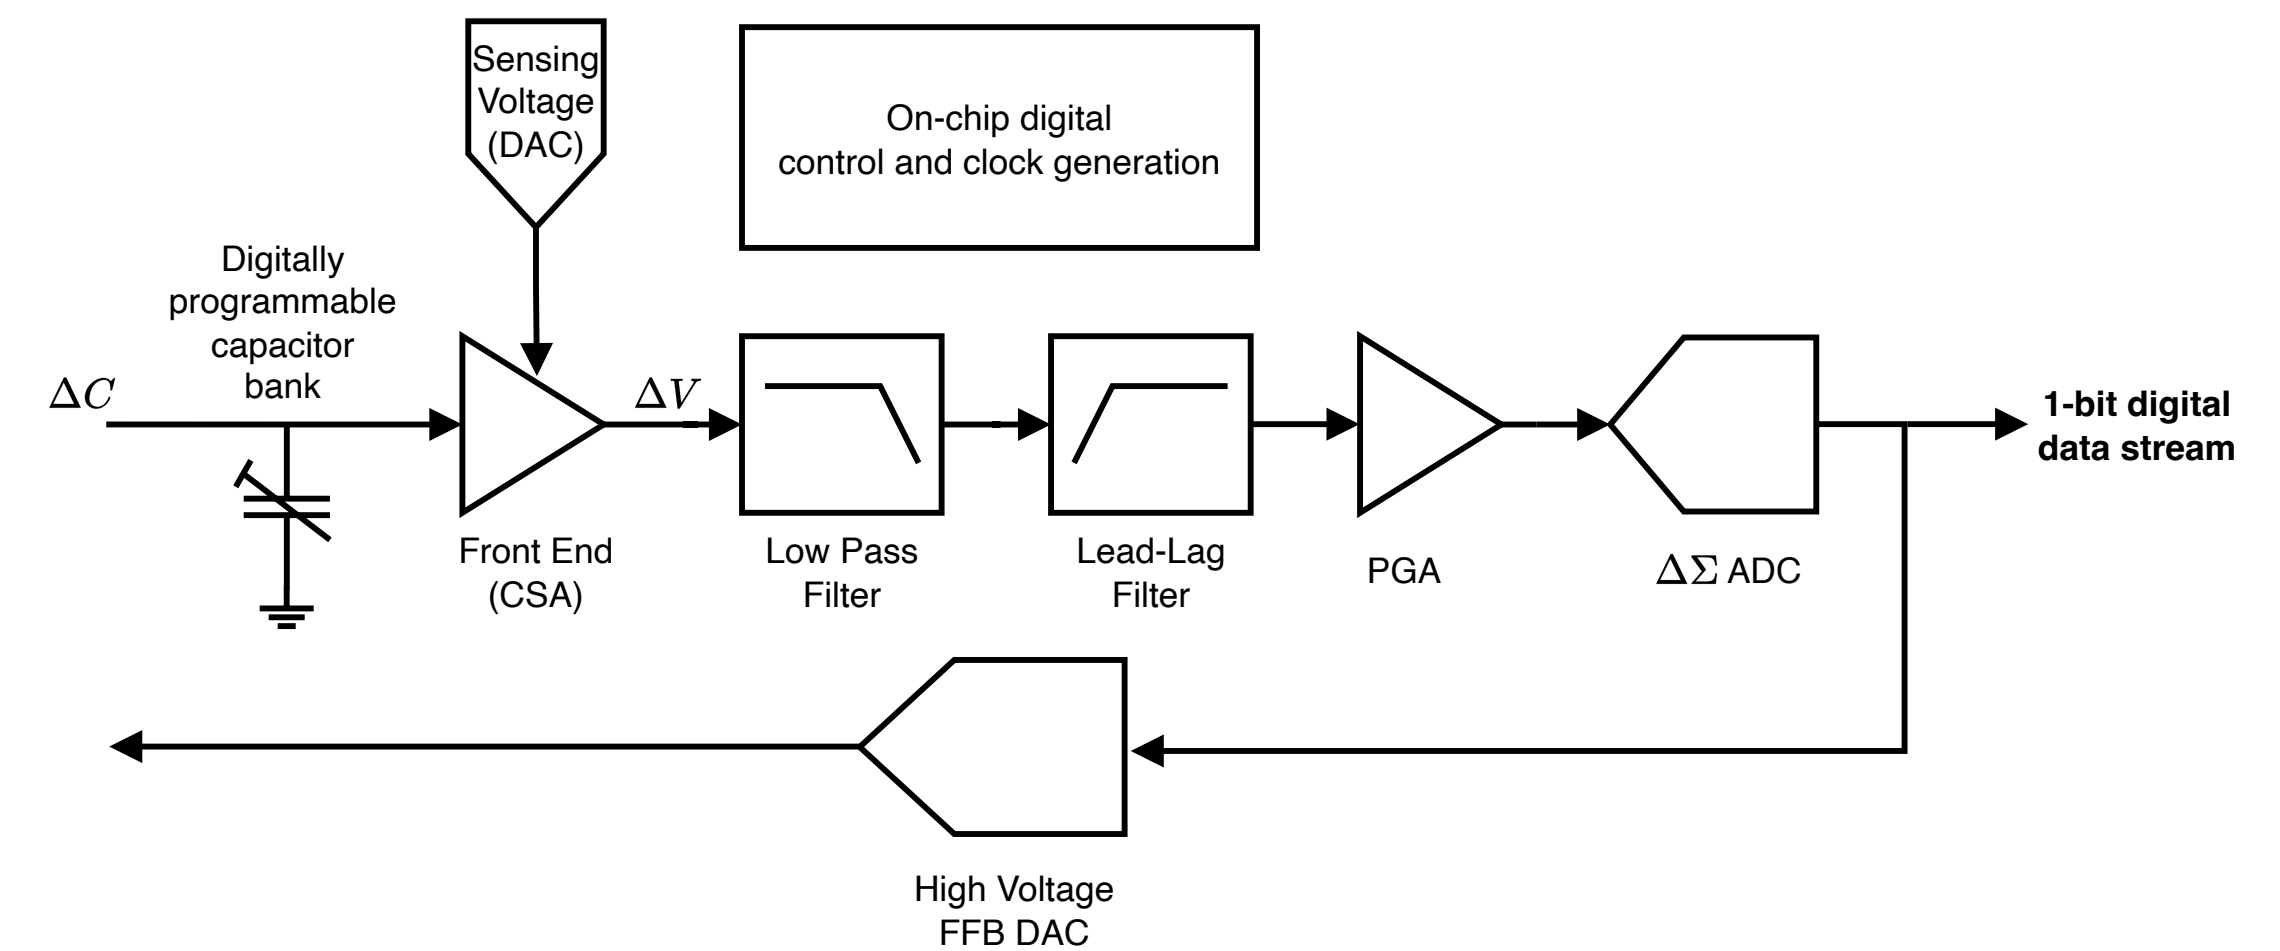 Sensing
Voltage
(DAC)
On-chip digital
control and clock generation
Digitally
programmable
capacitor
bank
ΔC
ΔV
1-bit digital
data stream
Front End
(CSA)
Low Pass
Filter
Lead-Lag
Filter
PGA
ΔΣ ADC
High Voltage
FFB DAC